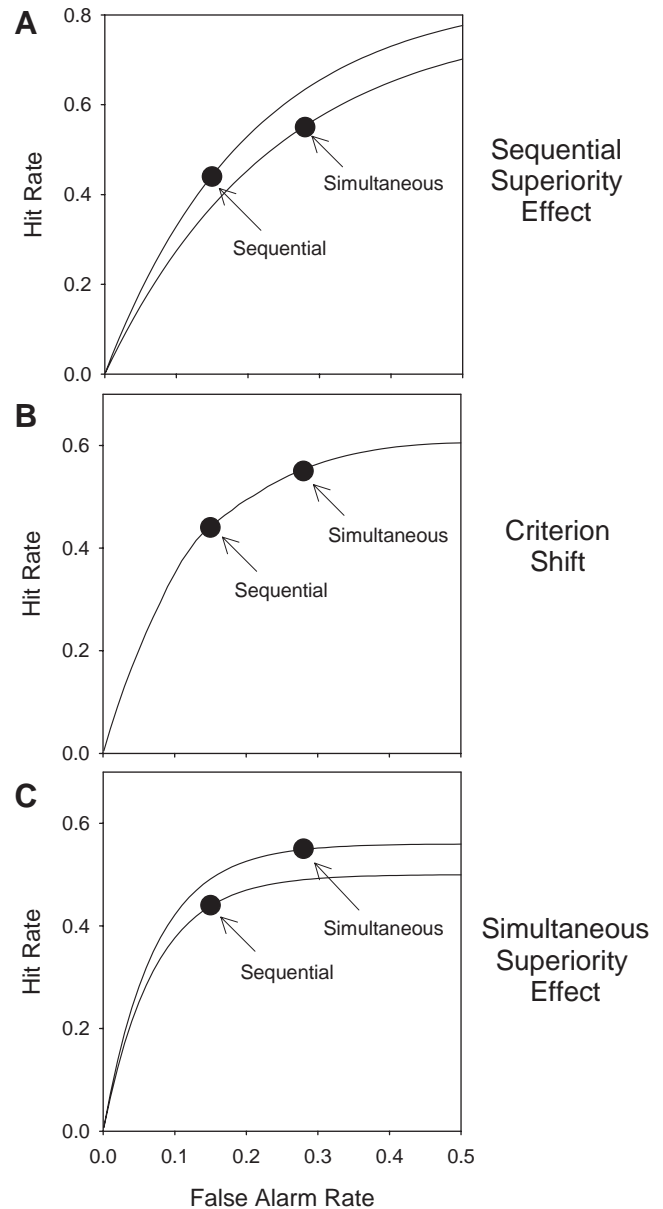 A
0.8
0.6
0.4
0.2
0.0
Hit Rate
Simultaneous
Sequential
Sequential
Superiority
Effect
B
0.6
0.4
0.2
0.0
Hit Rate
Simultaneous
Sequential
Criterion
Shift
C
0.6
0.4
0.2
0.0
Hit Rate
Simultaneous
Sequential
Simultaneous
Superiority
Effect
0.0 0.1 0.2 0.3 0.4 0.5
False Alarm Rate